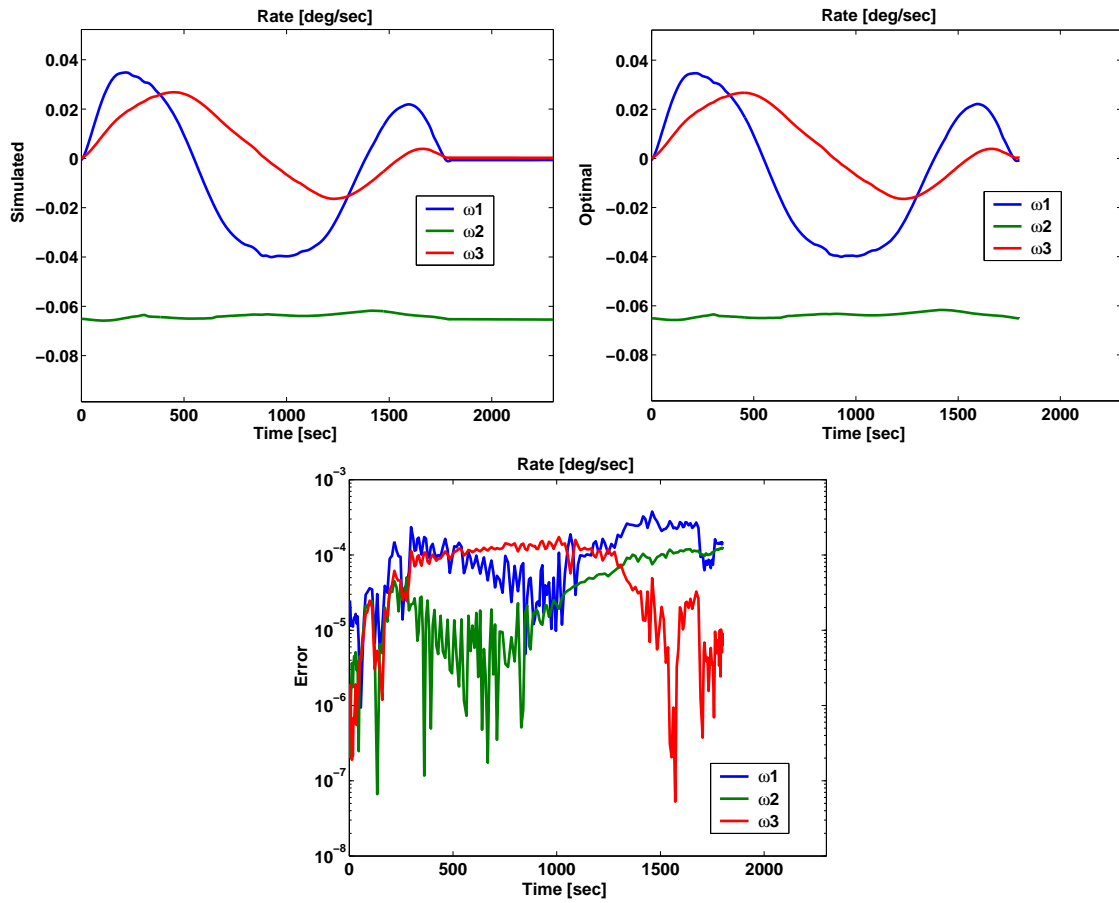 Rate [deg/sec]
Simulated
0.04
0.02
0
−0.02
−0.04
−0.06
−0.08
ω1
ω2
ω3
0 500 1000 1500 2000
Time [sec]
Rate [deg/sec]
Optimal
0.04
0.02
0
−0.02
−0.04
−0.06
−0.08
ω1
ω2
ω3
0 500 1000 1500 2000
Time [sec]
Rate [deg/sec]
Error
10⁻³
10⁻⁴
10⁻⁵
10⁻⁶
10⁻⁷
10⁻⁸
ω1
ω2
ω3
0 500 1000 1500 2000
Time [sec]